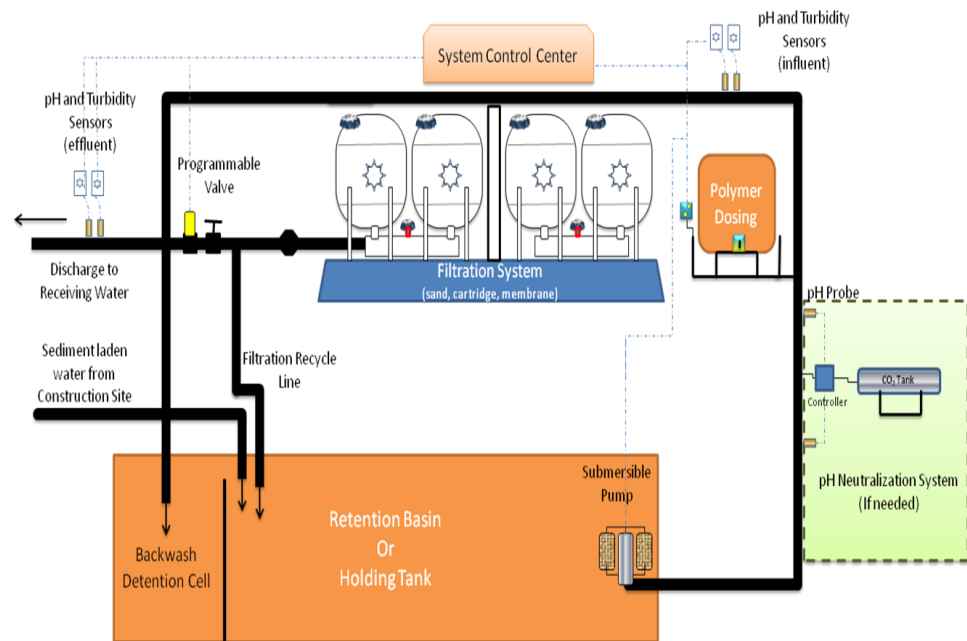 System Control Center
pH and Turbidity
Sensors
(influent)
pH and Turbidity
Sensors
(effluent)
Programmable
Valve
Polymer
Dosing
Discharge to
Receiving Water
Filtration System
(sand, cartridge, membrane)
pH Probe
Sediment laden
water from
Construction Site
Filtration Recycle
Line
CO₂ Tank
Controller
Submersible
Pump
pH Neutralization System
(If needed)
Retention Basin
Or
Holding Tank
Backwash
Detention Cell